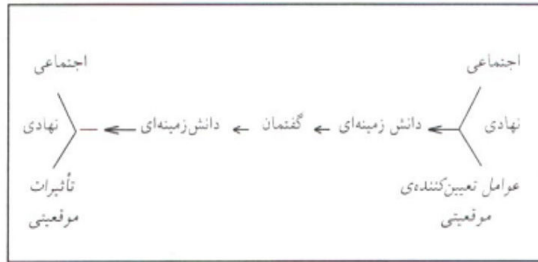 اجتماعی
نهادی
عوامل تعیین‌کننده‌ی
موقعیتی
دانش زمینه‌ای
گفتمان
دانش‌زمینه‌ای
اجتماعی
نهادی
تأثیرات
موقعیتی